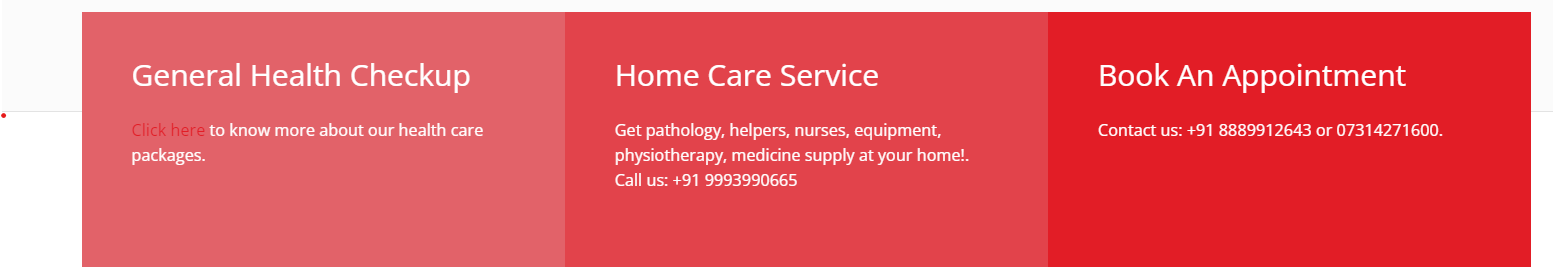 General Health Checkup
Click here to know more about our health care
packages.
Home Care Service
Get pathology, helpers, nurses, equipment,
physiotherapy, medicine supply at your home!.
Call us: +91 9993990665
Book An Appointment
Contact us: +91 8889912643 or 07314271600.